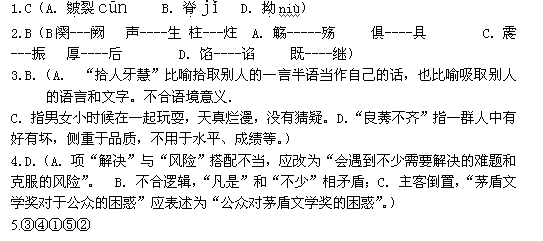 1.C（A. 皴裂 cūn    B. 脊 jǐ    D. 拗 niù）
2.B（B 阕---阙    声----生  柱---炷  A. 觞-----殇    俱----具    C. 震
---振    厚----后    D. 馅----谄    既----继）
3.B.（A.  “拾人牙慧”比喻拾取别人的一言半语当作自己的话，也比喻吸取别人
的语言和文字。不合语境意义.
C. 指男女小时候在一起玩耍，天真烂漫，没有猜疑。D.“良莠不齐”指一群人中有
好有坏，侧重于品质，不用于水平、成绩等。）
4.D.（A. 项“解决”与“风险”搭配不当，应改为“会遇到不少需要解决的难题和
克服的风险”。  B. 不合逻辑，“凡是”和“不少”相矛盾；C. 主客倒置，“茅盾文
学奖对于公众的困惑”应表述为“公众对茅盾文学奖的困惑”。）
5.③④①⑤②